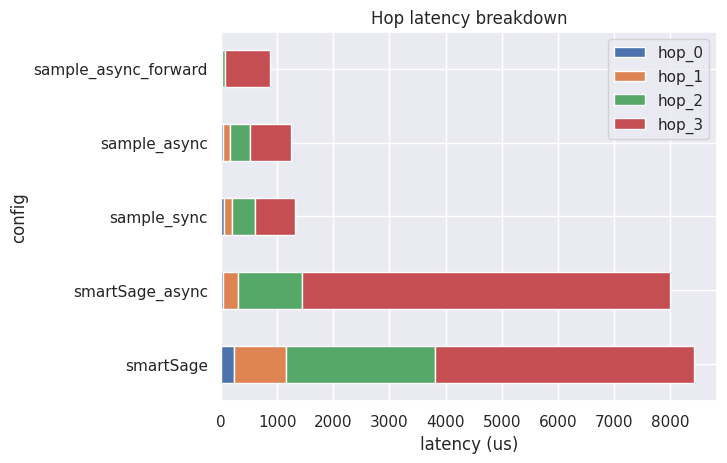 Hop latency breakdown
hop_0
hop_1
hop_2
hop_3
config
sample_async_forward
sample_async
sample_sync
smartSage_async
smartSage
0 1000 2000 3000 4000 5000 6000 7000 8000
latency (us)